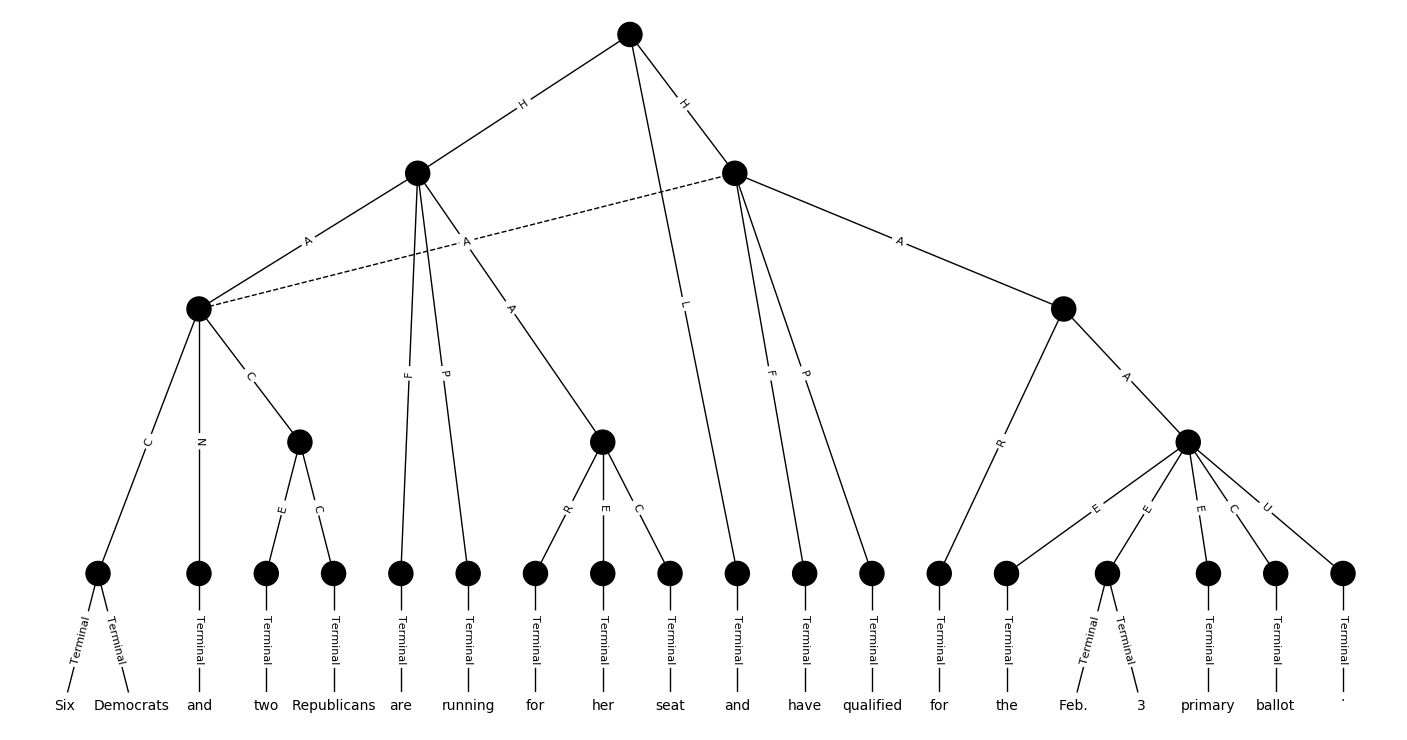 H
H
A
A
A
A
L
F
P
F
P
C
A
C
N
R
E
C
R
E
C
E
E
E
C
U
Terminal Terminal Terminal Terminal Terminal Terminal Terminal Terminal Terminal Terminal Terminal Terminal Terminal Terminal Terminal Terminal Terminal Terminal Terminal Terminal
Six Democrats and two Republicans are running for her seat and have qualified for the Feb. 3 primary ballot .